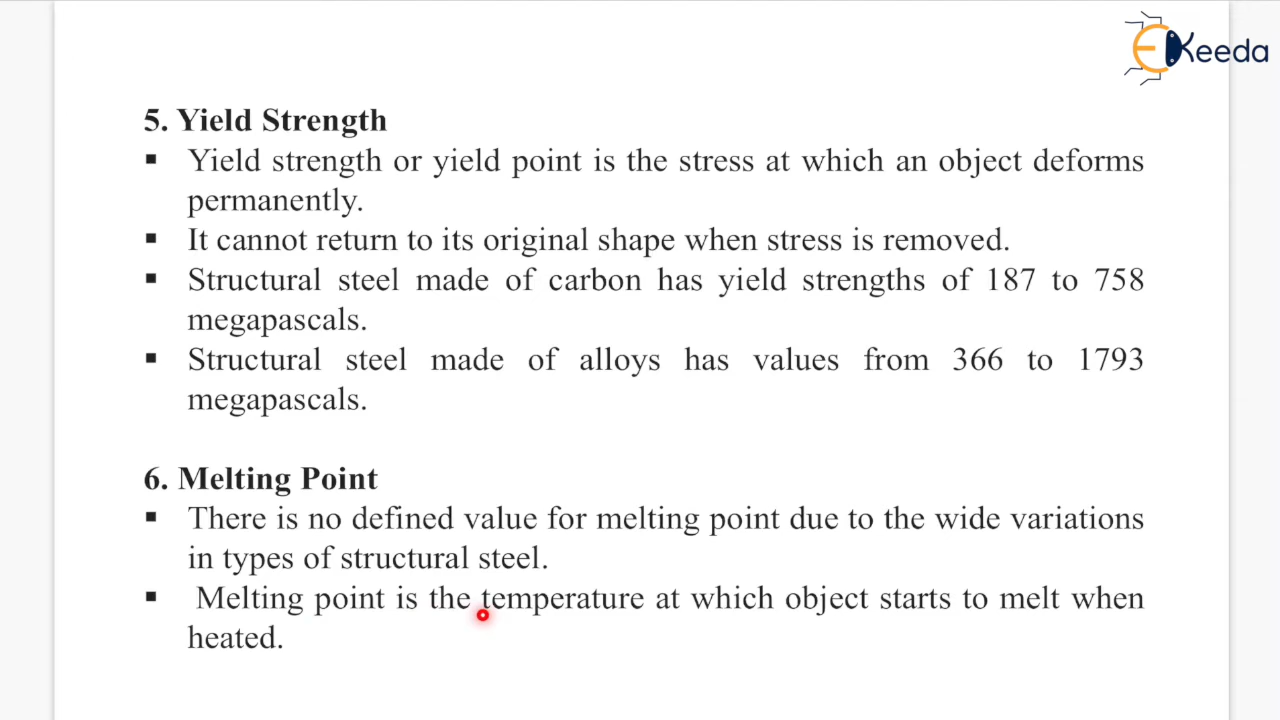 EKeeda
5. Yield Strength
▪ Yield strength or yield point is the stress at which an object deforms
permanently.
▪ It cannot return to its original shape when stress is removed.
▪ Structural steel made of carbon has yield strengths of 187 to 758
megapascals.
▪ Structural steel made of alloys has values from 366 to 1793
megapascals.
6. Melting Point
▪ There is no defined value for melting point due to the wide variations
in types of structural steel.
▪ Melting point is the temperature at which object starts to melt when
heated.